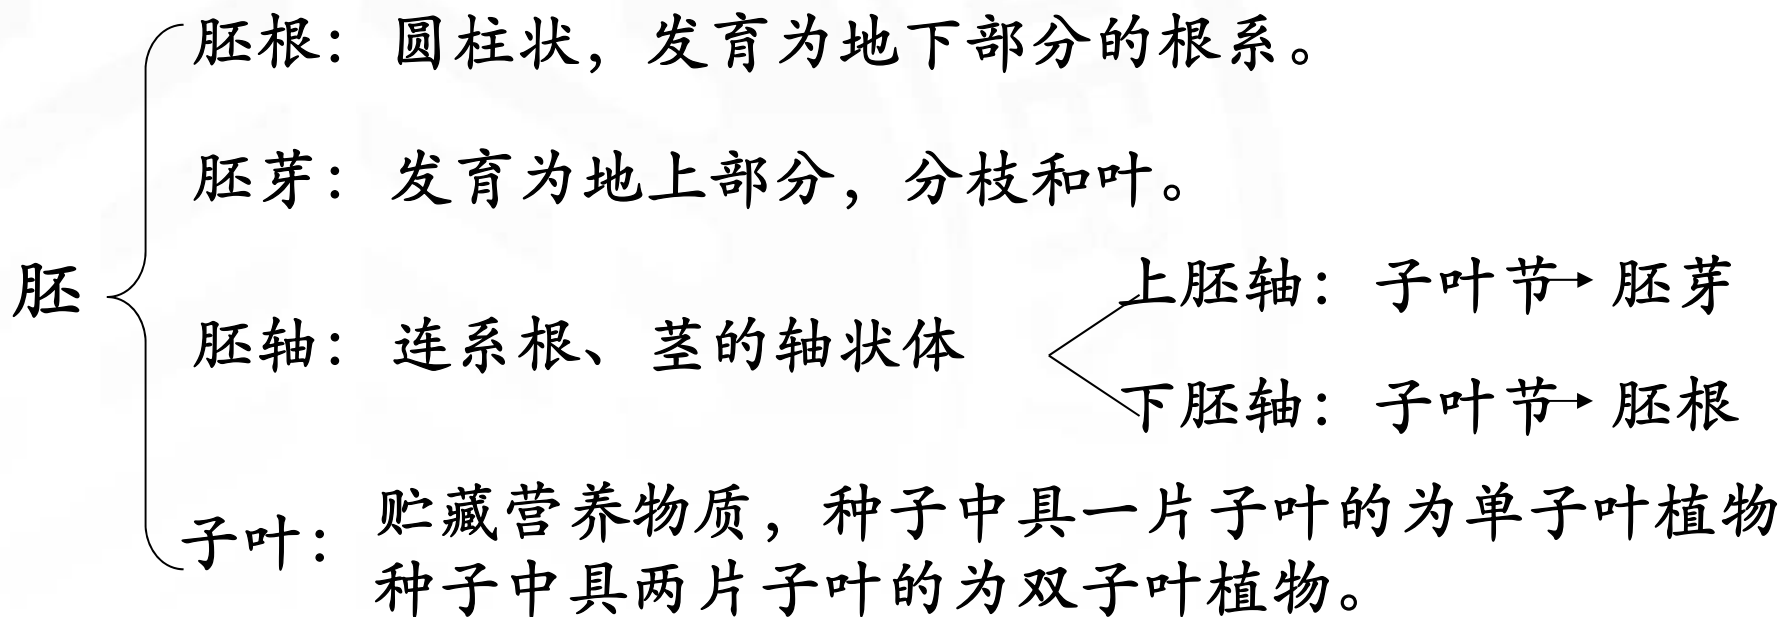 胚根：圆柱状，发育为地下部分的根系。
胚芽：发育为地上部分，分枝和叶。
胚
胚轴：连系根、茎的轴状体
上胚轴：子叶节→胚芽
下胚轴：子叶节→胚根
子叶：贮藏营养物质，种子中具一片子叶的为单子叶植物
种子中具两片子叶的为双子叶植物。